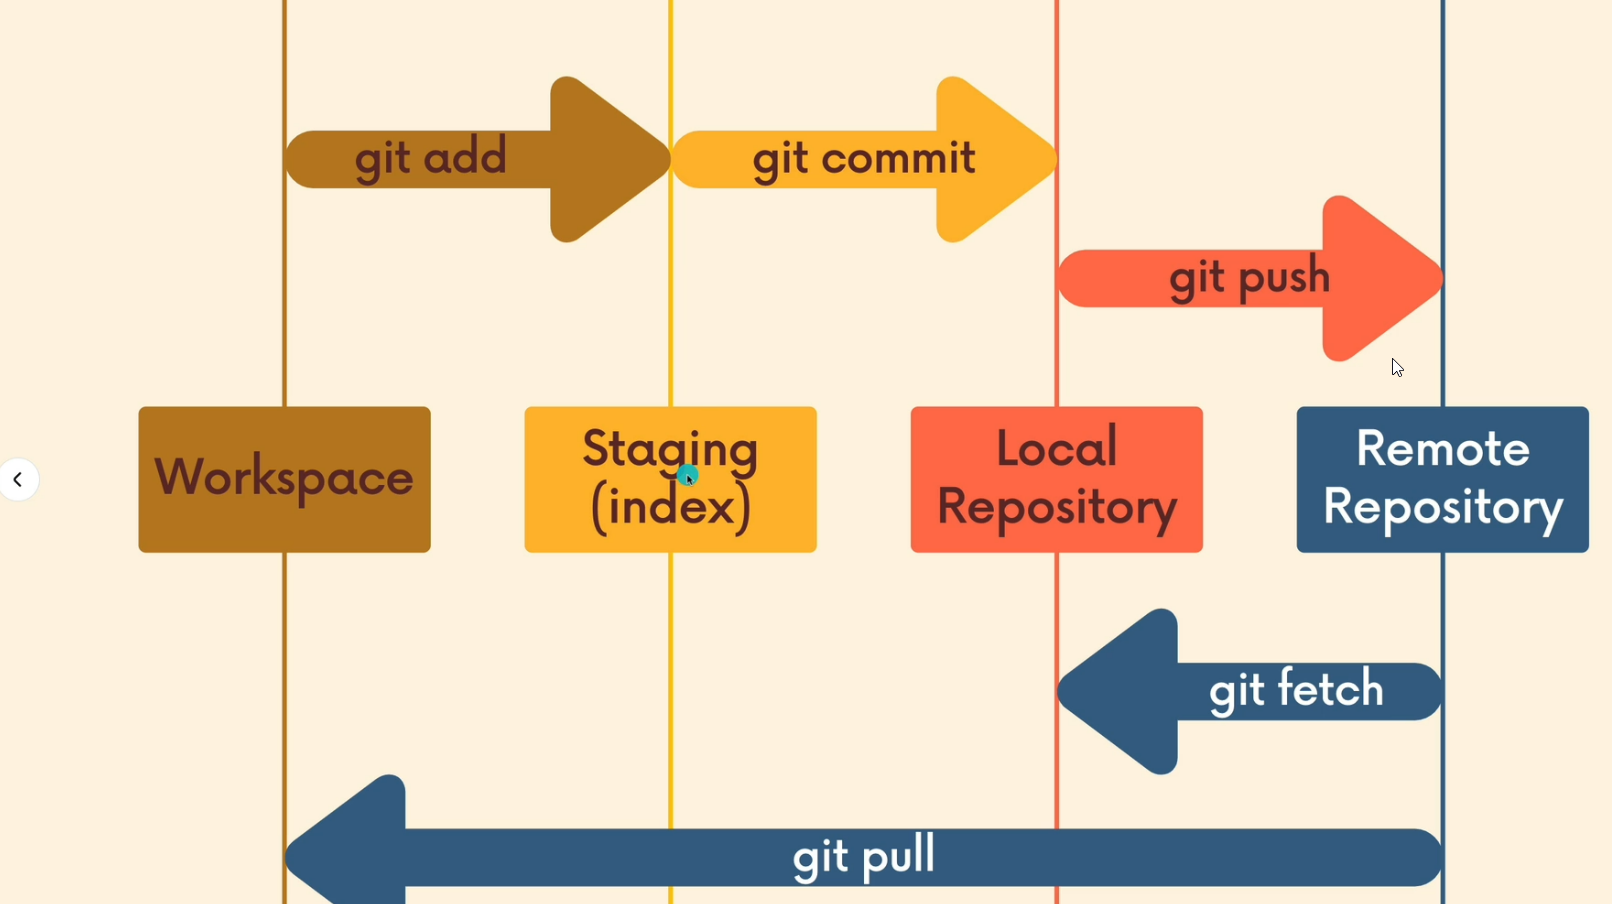 git add
git commit
git push
Workspace
Staging
(index)
Local
Repository
Remote
Repository
git fetch
git pull